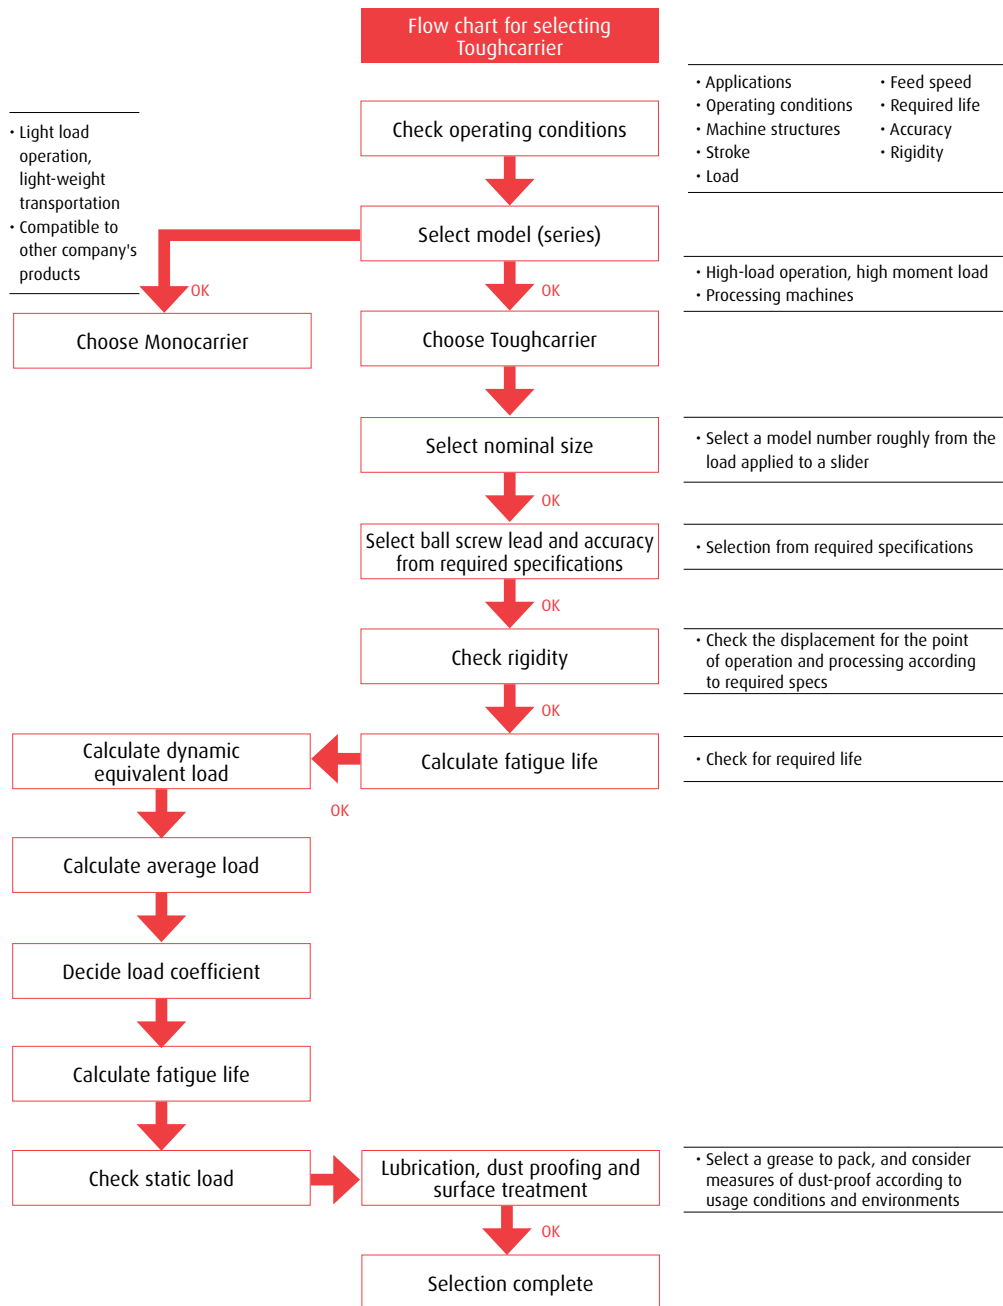 Flow chart for selecting
Toughcarrier
Check operating conditions
・Applications
・Operating conditions
・Machine structures
・Stroke
・Load
・Feed speed
・Required life
・Accuracy
・Rigidity
・Light load
operation,
light-weight
transportation
・Compatible to
other company's
products
Select model (series)
OK
OK
・High-load operation, high moment load
・Processing machines
Choose Monocarrier
Choose Toughcarrier
Select nominal size
・Select a model number roughly from the
load applied to a slider
OK
Select ball screw lead and accuracy
from required specifications
・Selection from required specifications
OK
Check rigidity
・Check the displacement for the point
of operation and processing according
to required specs
OK
Calculate fatigue life
・Check for required life
OK
Calculate dynamic
equivalent load
Calculate average load
Decide load coefficient
Calculate fatigue life
Check static load
Lubrication, dust proofing and
surface treatment
・Select a grease to pack, and consider
measures of dust-proof according to
usage conditions and environments
OK
Selection complete